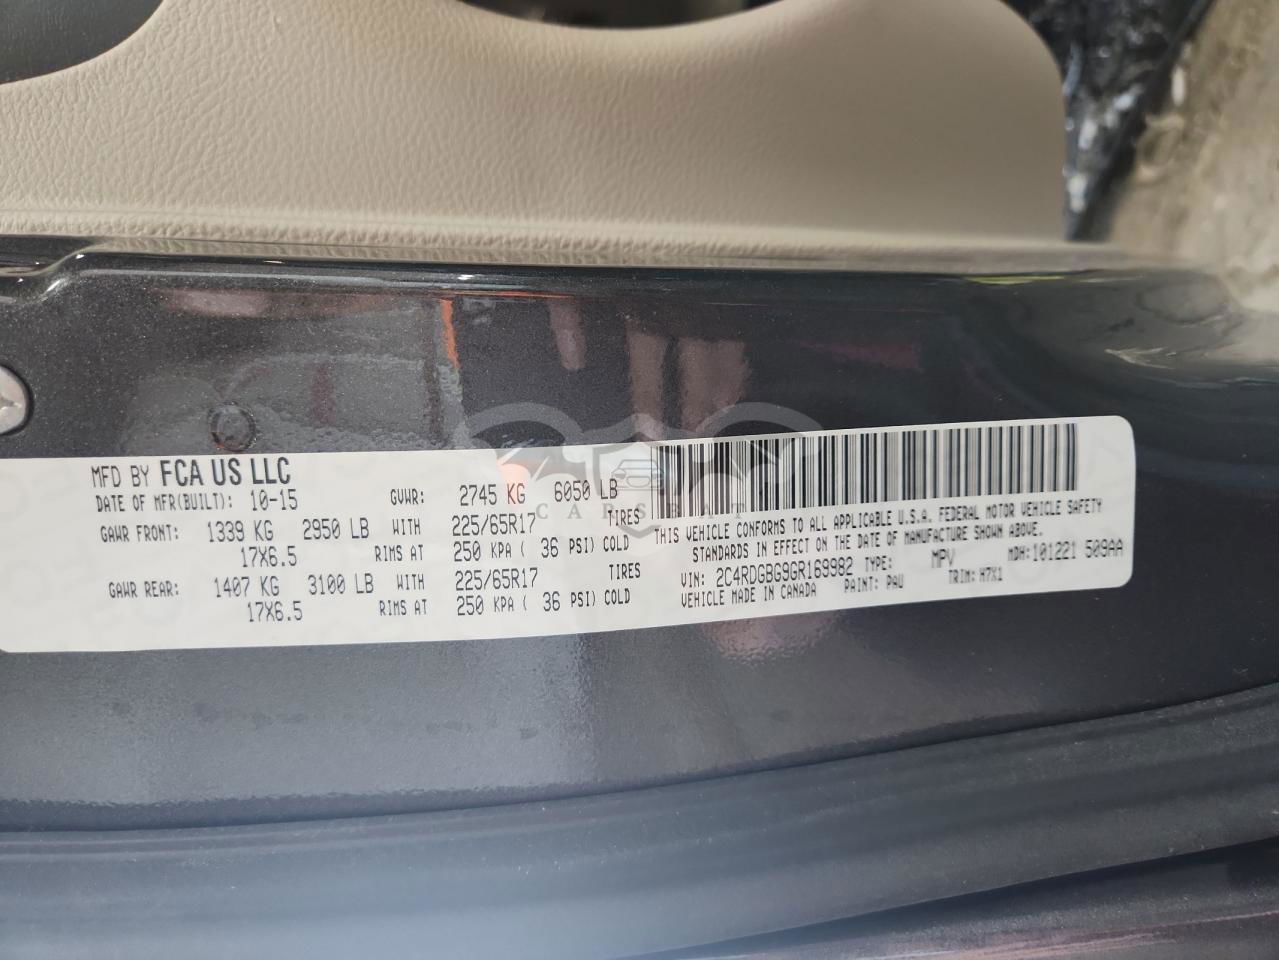 MFD BY FCA US LLC
DATE OF MFR(BUILT): 10-15 GVWR: 2745 KG 6050 LB
GAWR FRONT: 1339 KG 2950 LB WITH 225/65R17 TIRES
17X6.5 RIMS AT 250 KPA ( 36 PSI) COLD
GAWR REAR: 1407 KG 3100 LB WITH 225/65R17 TIRES
17X6.5 RIMS AT 250 KPA ( 36 PSI) COLD
THIS VEHICLE CONFORMS TO ALL APPLICABLE U.S.A. FEDERAL MOTOR VEHICLE SAFETY
STANDARDS IN EFFECT ON THE DATE OF MANUFACTURE SHOWN ABOVE.
VIN: 2C4RDGBG9GR169982 TYPE: MPV MDH:101221 509AA
VEHICLE MADE IN CANADA PAINT: PAU TRIM: H7X1